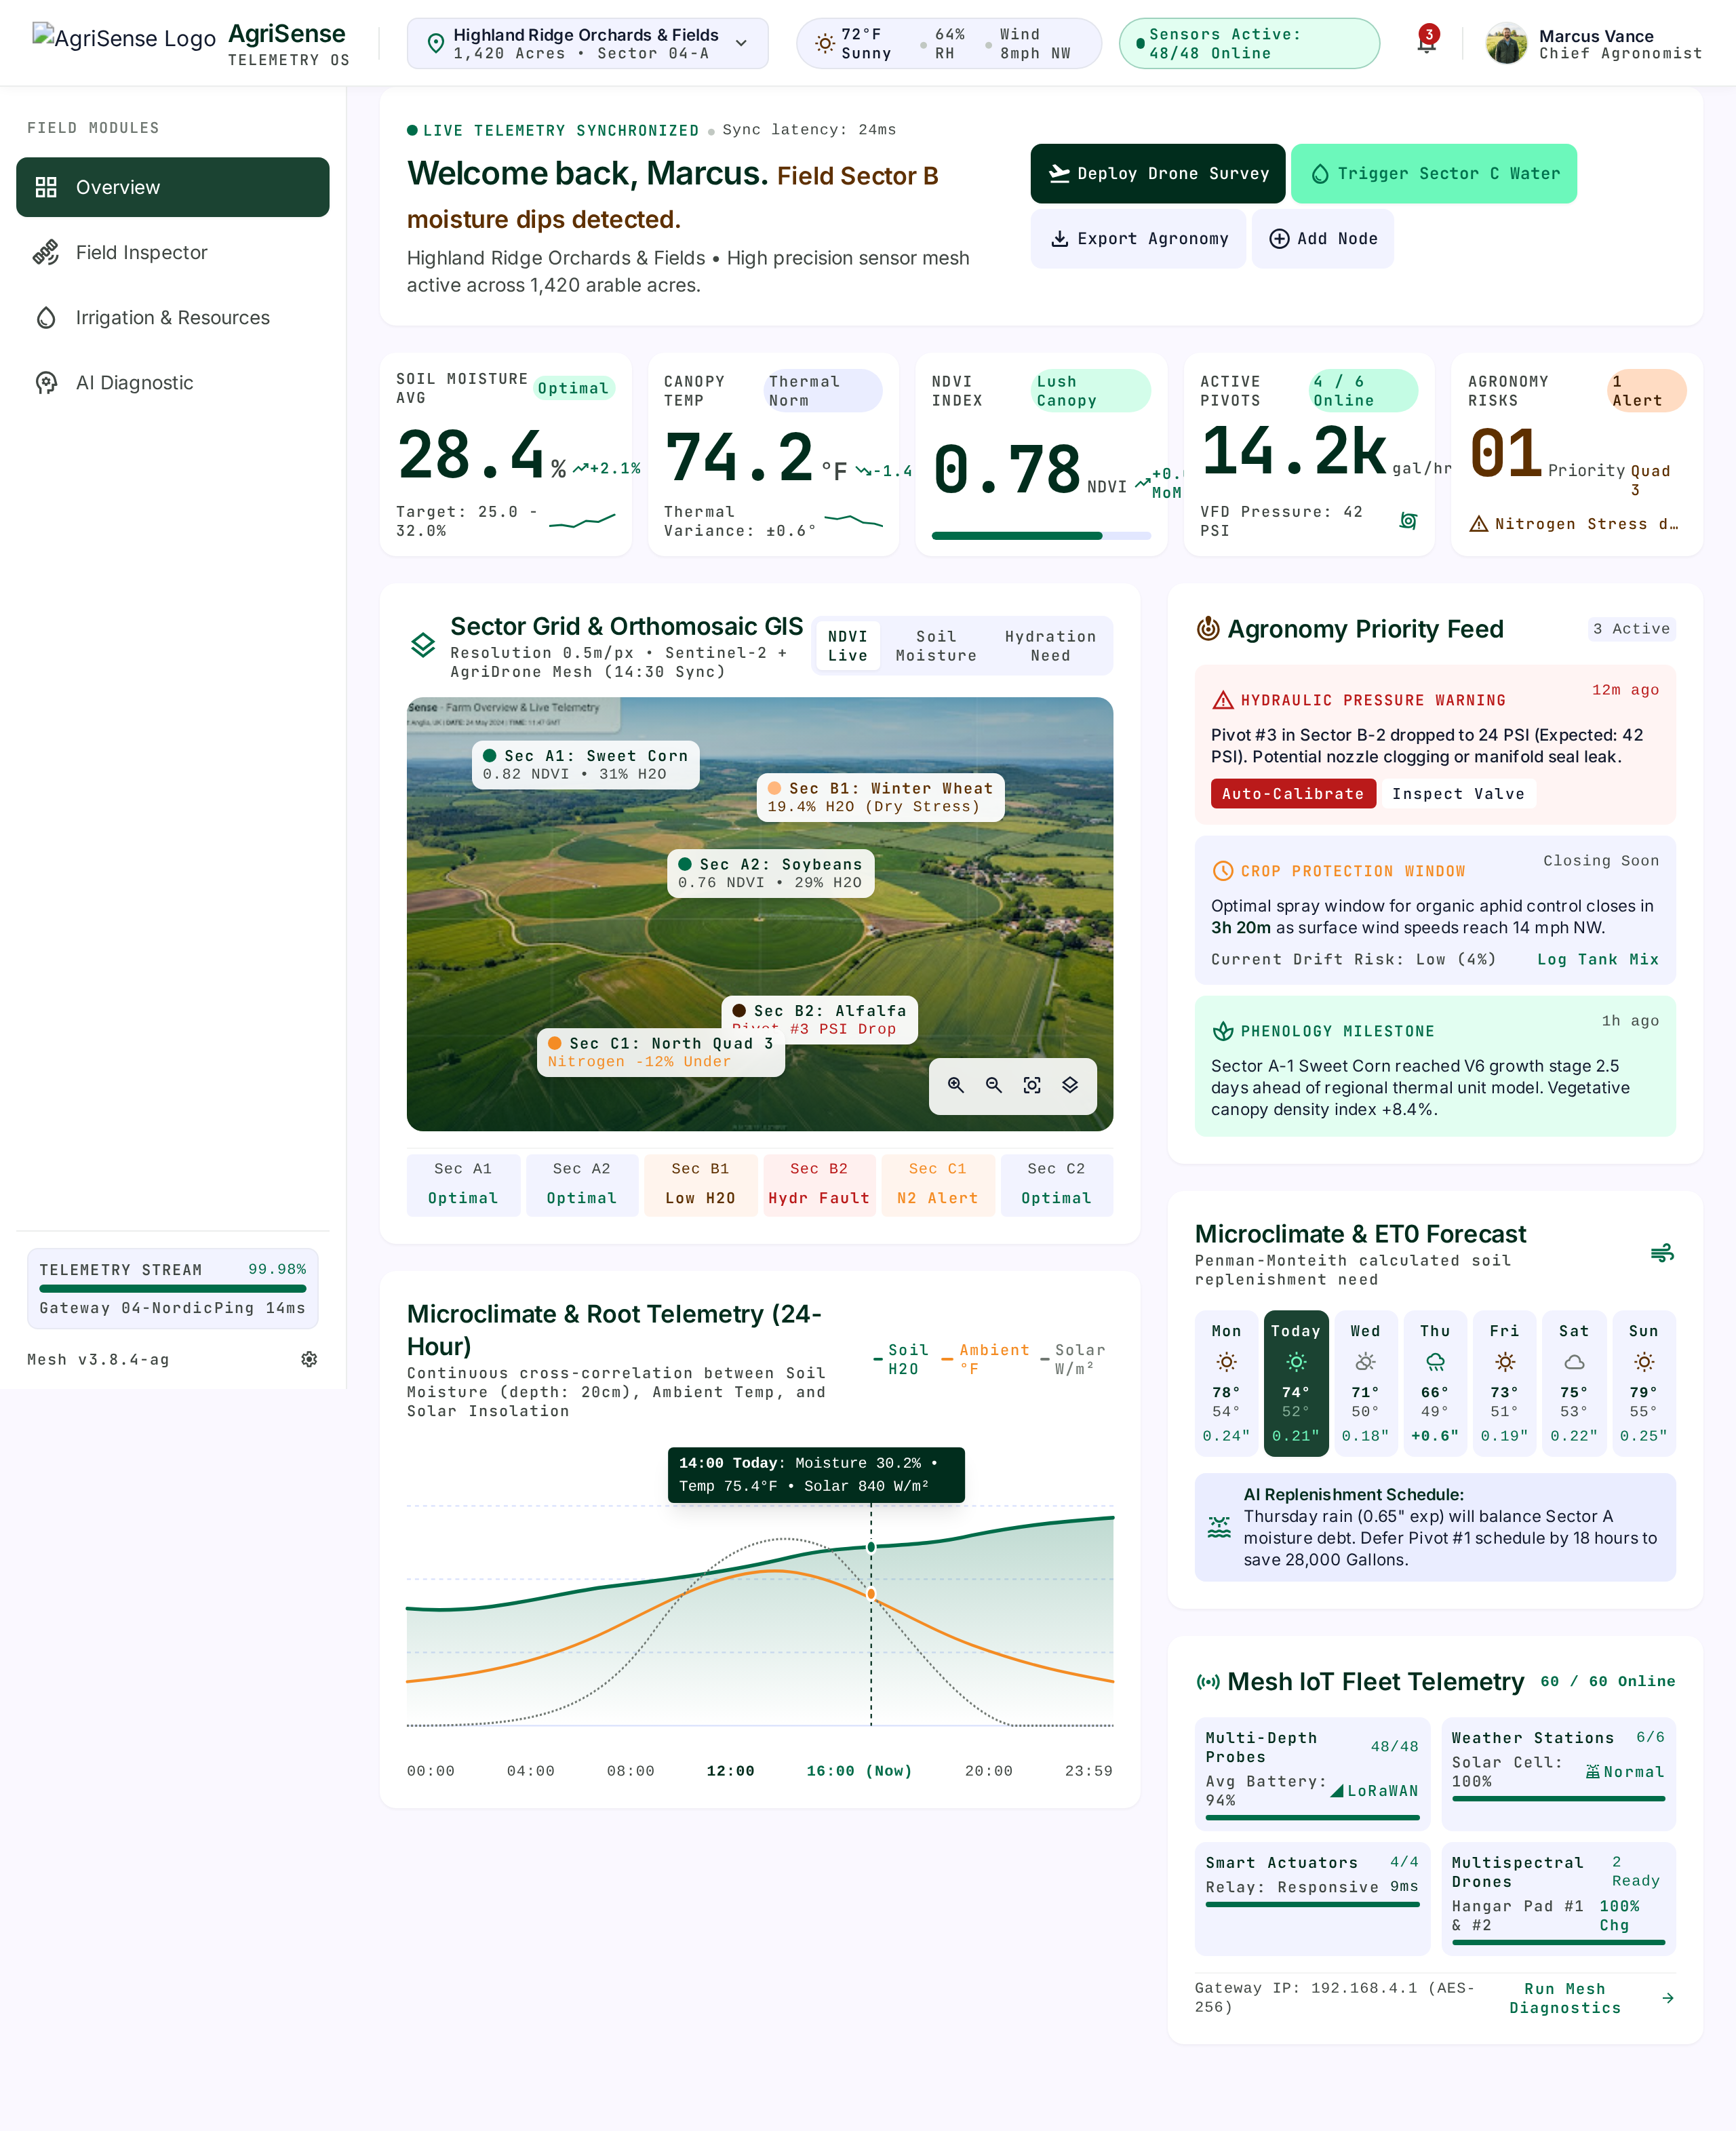 AgriSense Logo
AgriSense
TELEMETRY OS
Highland Ridge Orchards & Fields
1,420 Acres • Sector 04-A
72°F
Sunny
64%
RH
Wind
8mph NW
Sensors Active:
48/48 Online
3
Marcus Vance
Chief Agronomist
FIELD MODULES
Overview
Field Inspector
Irrigation & Resources
AI Diagnostic
TELEMETRY STREAM 99.98%
Gateway 04-NordicPing 14ms
Mesh v3.8.4-ag
LIVE TELEMETRY SYNCHRONIZED Sync latency: 24ms
Welcome back, Marcus. Field Sector B
moisture dips detected.
Highland Ridge Orchards & Fields • High precision sensor mesh
active across 1,420 arable acres.
Deploy Drone Survey
Trigger Sector C Water
Export Agronomy
Add Node
SOIL MOISTURE
AVG
Optimal
28.4 % +2.1%
Target: 25.0 -
32.0%
CANOPY
TEMP
Thermal
Norm
74.2 °F -1.4
Thermal
Variance: ±0.6°
NDVI
INDEX
Lush
Canopy
0.78 NDVI +0.
MoM
ACTIVE
PIVOTS
4 / 6
Online
14.2k gal/hr
VFD Pressure: 42
PSI
AGRONOMY
RISKS
1
Alert
01 Priority Quad
3
Nitrogen Stress d…
Sector Grid & Orthomosaic GIS
Resolution 0.5m/px • Sentinel-2 +
AgriDrone Mesh (14:30 Sync)
NDVI
Live
Soil
Moisture
Hydration
Need
Sense - Farm Overview & Live Telemetry
Anglia, UK | DATE: 24 May 2024 | TIME: 11:47 GMT
Sec A1: Sweet Corn
0.82 NDVI • 31% H2O
Sec B1: Winter Wheat
19.4% H2O (Dry Stress)
Sec A2: Soybeans
0.76 NDVI • 29% H2O
Sec B2: Alfalfa
Pivot #3 PSI Drop
Sec C1: North Quad 3
Nitrogen -12% Under
Sec A1
Optimal
Sec A2
Optimal
Sec B1
Low H2O
Sec B2
Hydr Fault
Sec C1
N2 Alert
Sec C2
Optimal
Microclimate & Root Telemetry (24-
Hour)
Continuous cross-correlation between Soil
Moisture (depth: 20cm), Ambient Temp, and
Solar Insolation
Soil
H2O
Ambient
°F
Solar
W/m²
14:00 Today: Moisture 30.2% •
Temp 75.4°F • Solar 840 W/m²
00:00 04:00 08:00 12:00 16:00 (Now) 20:00 23:59
Agronomy Priority Feed
3 Active
HYDRAULIC PRESSURE WARNING
12m ago
Pivot #3 in Sector B-2 dropped to 24 PSI (Expected: 42
PSI). Potential nozzle clogging or manifold seal leak.
Auto-Calibrate
Inspect Valve
CROP PROTECTION WINDOW
Closing Soon
Optimal spray window for organic aphid control closes in
3h 20m as surface wind speeds reach 14 mph NW.
Current Drift Risk: Low (4%)
Log Tank Mix
PHENOLOGY MILESTONE
1h ago
Sector A-1 Sweet Corn reached V6 growth stage 2.5
days ahead of regional thermal unit model. Vegetative
canopy density index +8.4%.
Microclimate & ET0 Forecast
Penman-Monteith calculated soil
replenishment need
Mon Today Wed Thu Fri Sat Sun
78° 74° 71° 66° 73° 75° 79°
54° 52° 50° 49° 51° 53° 55°
0.24" 0.21" 0.18" +0.6" 0.19" 0.22" 0.25"
AI Replenishment Schedule:
Thursday rain (0.65" exp) will balance Sector A
moisture debt. Defer Pivot #1 schedule by 18 hours to
save 28,000 Gallons.
Mesh IoT Fleet Telemetry
60 / 60 Online
Multi-Depth
Probes
48/48
Avg Battery:
94%
LoRaWAN
Weather Stations 6/6
Solar Cell:
100%
Normal
Smart Actuators 4/4
Relay: Responsive 9ms
Multispectral
Drones
2
Ready
Hangar Pad #1
& #2
100%
Chg
Gateway IP: 192.168.4.1 (AES-
256)
Run Mesh
Diagnostics